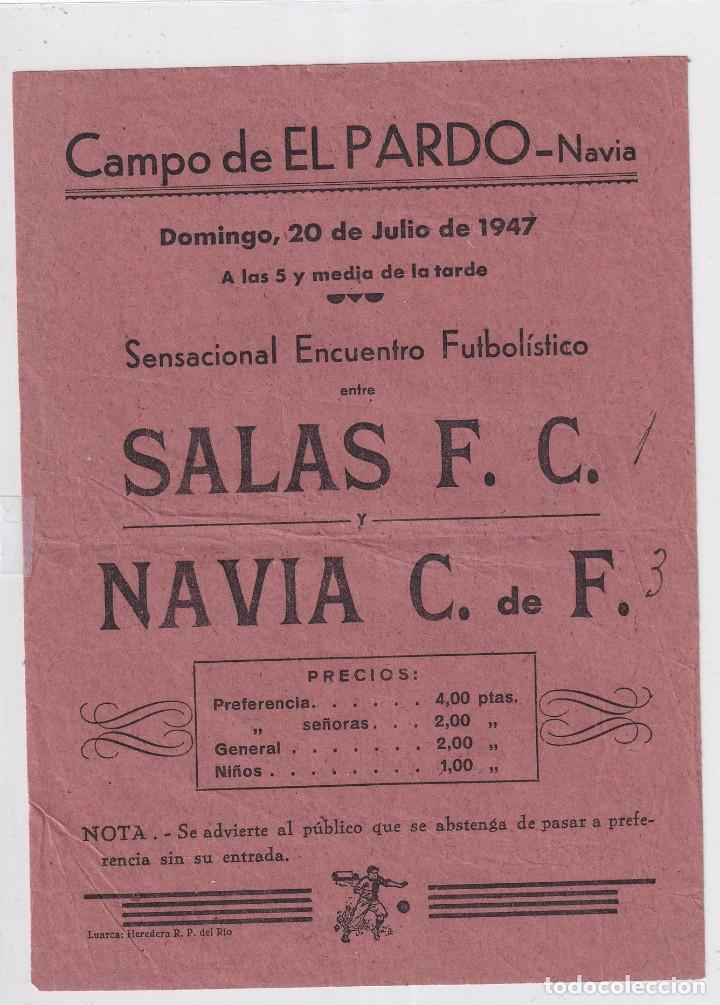 Campo de EL PARDO - Navia
Domingo, 20 de Julio de 1947
A las 5 y media de la tarde
Sensacional Encuentro Futbolístico
entre
SALAS F. C. 1
Y
NAVIA C. de F. 3
PRECIOS:
Preferencia. . . . . . 4,00 ptas.
„ señoras. . . 2,00 „
General . . . . . . . 2,00 „
Niños . . . . . . . . 1,00 „
NOTA. - Se advierte al público que se abstenga de pasar a prefe-
rencia sin su entrada.
Luarca: Heredera R. P. del Río
todocoleccion